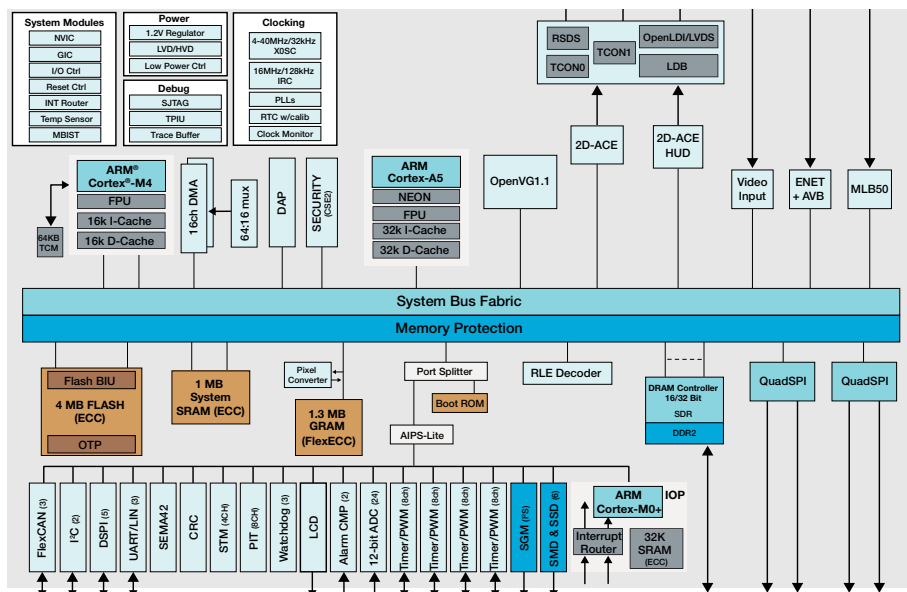 System Modules
NVIC
GIC
I/O Ctrl
Reset Ctrl
INT Router
Temp Sensor
MBIST
Power
1.2V Regulator
LVD/HVD
Low Power Ctrl
Debug
SJTAG
TPIU
Trace Buffer
Clocking
4-40MHz/32kHz
X0SC
16MHz/128kHz
IRC
PLLs
RTC w/calib
Clock Monitor
RSDS
TCON0
TCON1
OpenLDI/LVDS
LDB
64KB
TCM
ARM®
Cortex®-M4
FPU
16k I-Cache
16k D-Cache
16ch DMA
64:16 mux
DAP
SECURITY
(CSE2)
ARM
Cortex-A5
NEON
FPU
32k I-Cache
32k D-Cache
OpenVG1.1
2D-ACE
2D-ACE
HUD
Video
Input
ENET
+ AVB
MLB50
System Bus Fabric
Memory Protection
Flash BIU
4 MB FLASH
(ECC)
OTP
1 MB
System
SRAM (ECC)
Pixel
Converter
1.3 MB
GRAM
(FlexECC)
Port Splitter
Boot ROM
AIPS-Lite
RLE Decoder
DRAM Controller
16/32 Bit
SDR
DDR2
QuadSPI
QuadSPI
FlexCAN (3)
I²C (2)
DSPI (5)
UART/LIN (3)
SEMA42
CRC
STM (4CH)
PIT (8CH)
Watchdog (3)
LCD
Alarm CMP (2)
12-bit ADC (24)
Timer/PWM (8ch)
Timer/PWM (8ch)
Timer/PWM (8ch)
Timer/PWM (8ch)
SGM (I²S)
SMD & SSD (6)
ARM
Cortex-M0+
IOP
Interrupt
Router
32K
SRAM
(ECC)